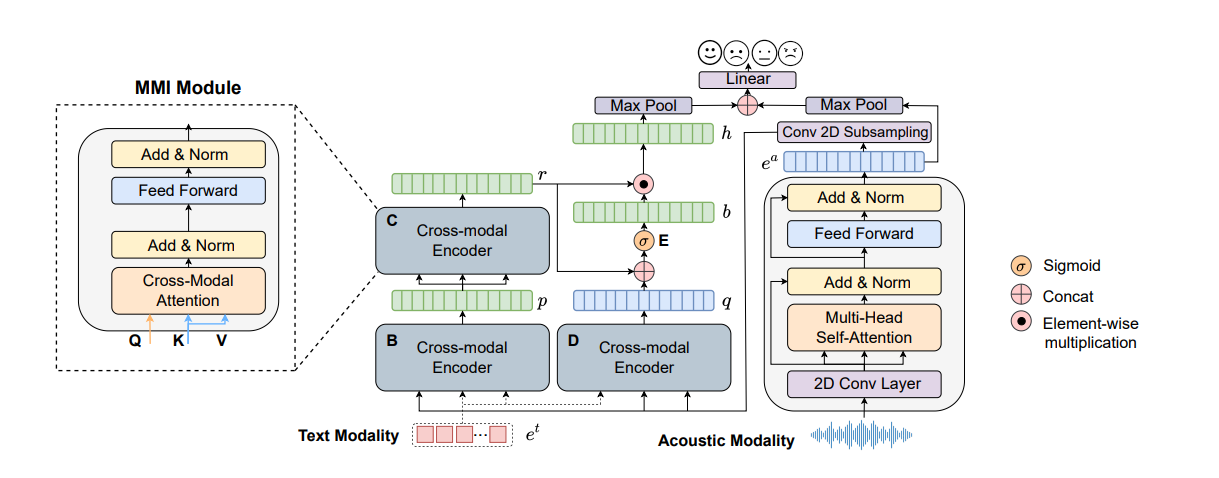 MMI Module
Add & Norm
Feed Forward
Add & Norm
Cross-Modal
Attention
Q
K
V
r
C
Cross-modal
Encoder
p
B
Cross-modal
Encoder
Text Modality
e^t
Linear
Max Pool
Max Pool
h
b
σ
E
q
D
Cross-modal
Encoder
Conv 2D Subsampling
e^a
Add & Norm
Feed Forward
Add & Norm
Multi-Head
Self-Attention
2D Conv Layer
Acoustic Modality
σ
Sigmoid
Concat
Element-wise
multiplication